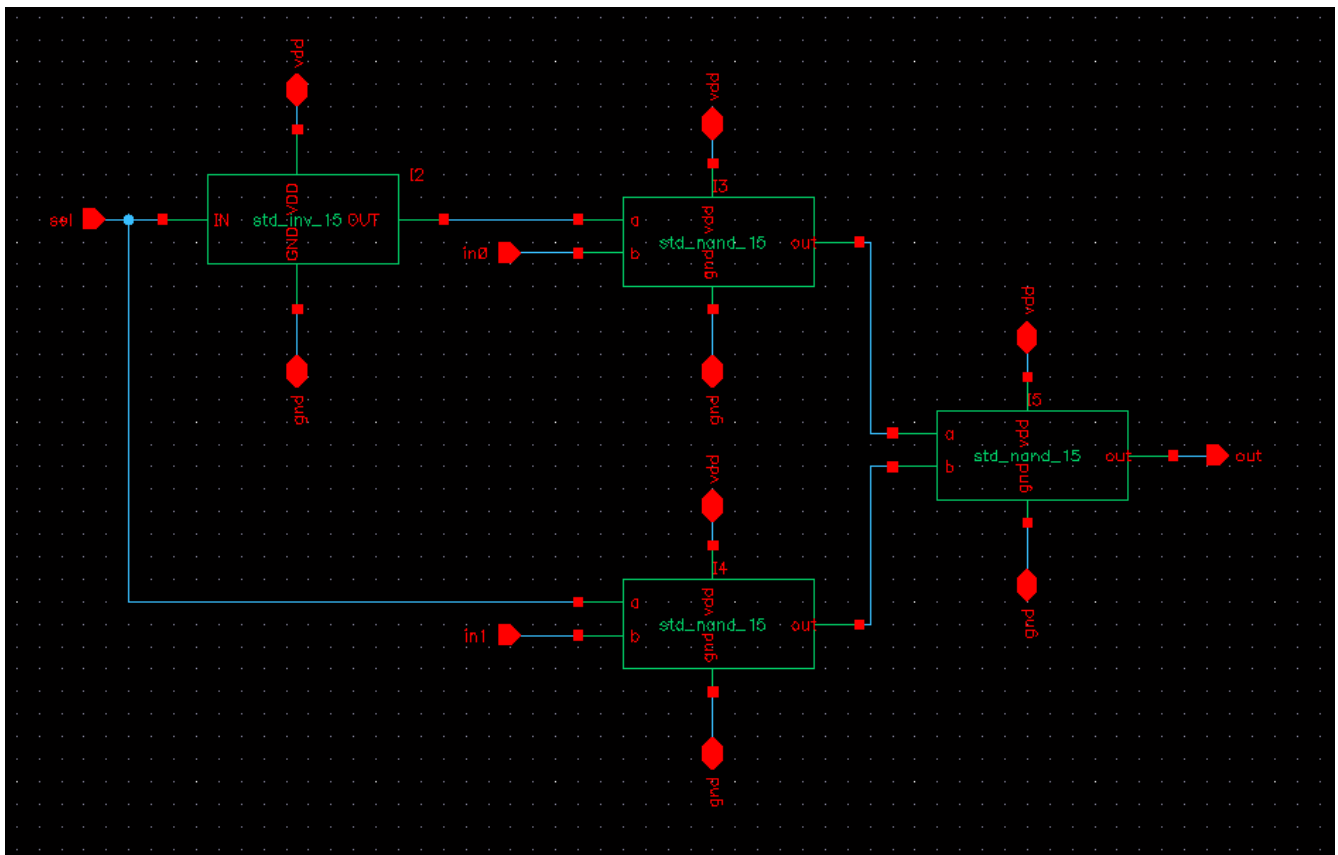 vdd
vdd
I2
I3
sel
IN
VDD
GND
std_inv_15
OUT
a
vdd
in0
b
std_nand_15
out
gnd
vdd
gnd
gnd
I5
vdd
a
std_nand_15
out
out
b
gnd
vdd
I4
a
vdd
std_nand_15
out
in1
b
gnd
gnd
gnd